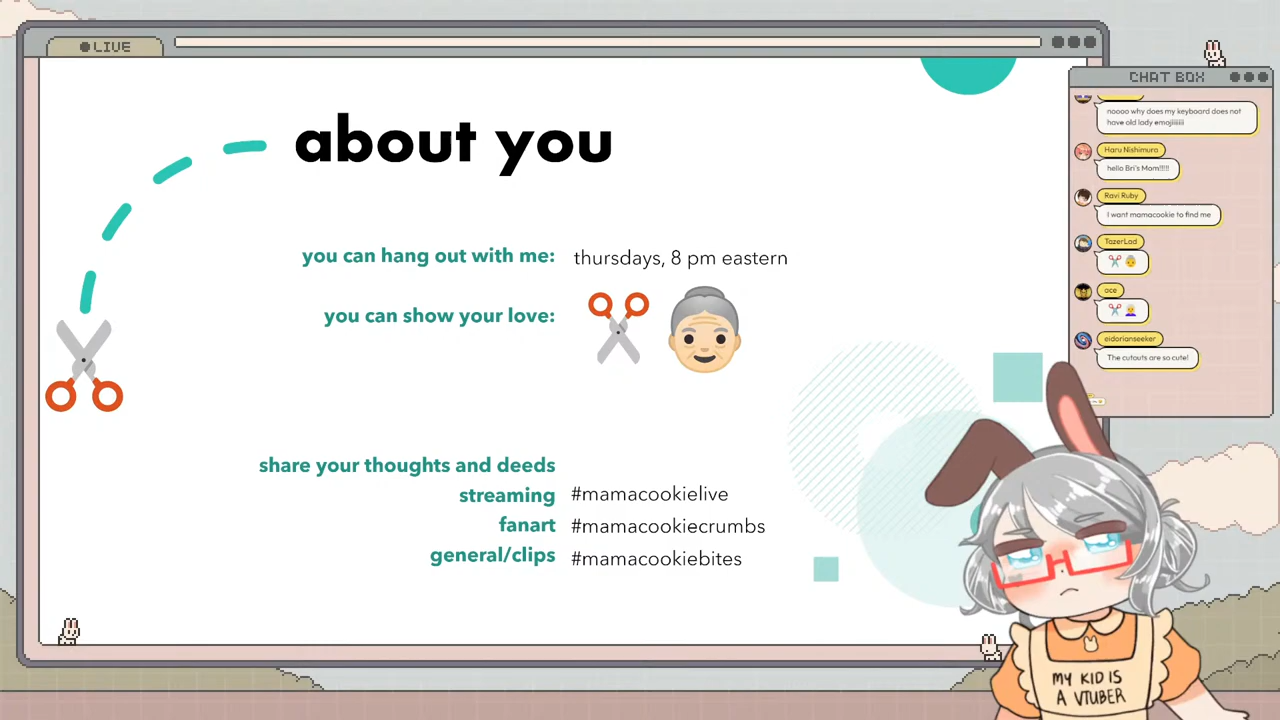 LIVE
about you
you can hang out with me: thursdays, 8 pm eastern
you can show your love:
share your thoughts and deeds
streaming #mamacookielive
fanart #mamacookiecrumbs
general/clips #mamacookiebites
CHAT BOX
noooo why does my keyboard does not
have old lady emojiiiiiii
Haru Nishimura
hello Bri's Mom!!!!!
Ravi Ruby
I want mamacookie to find me
TazerLad
ace
eidorianseeker
The cutouts are so cute!
MY KID IS
A VTUBER